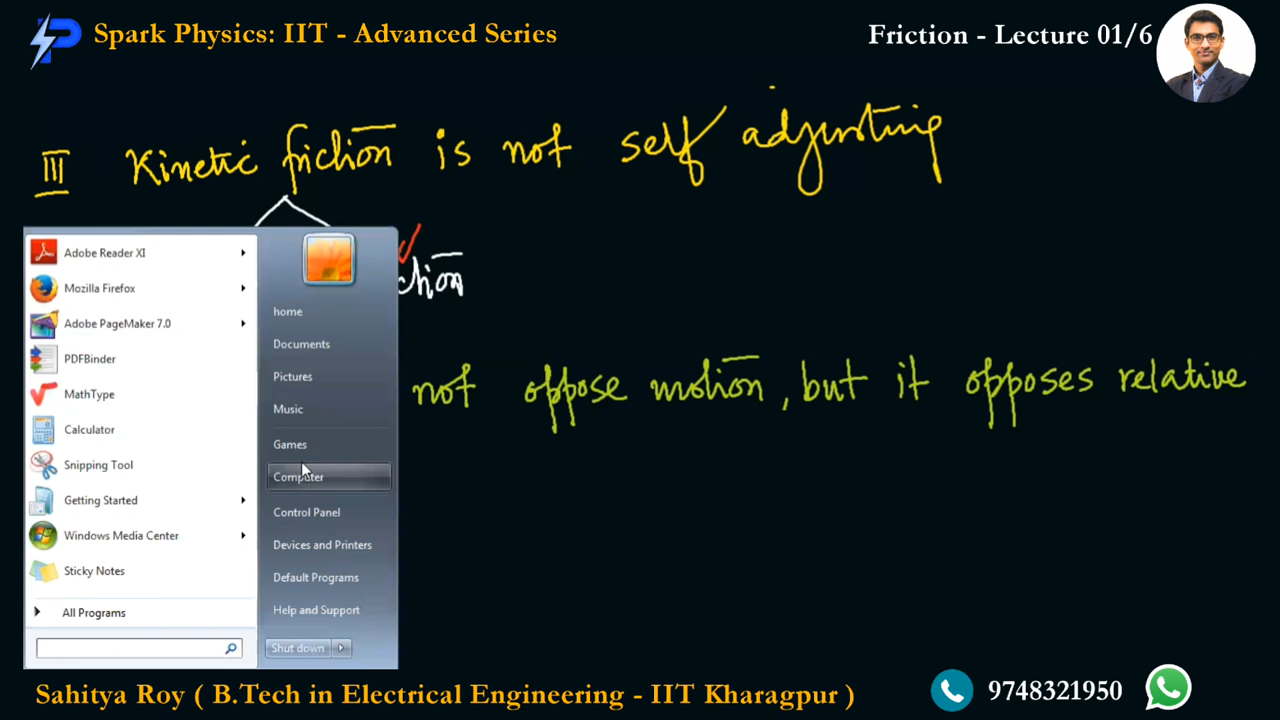 Spark Physics: IIT - Advanced Series
Friction - Lecture 01/6
III Kinetic friction is not self adjusting
ction
not oppose motion, but it opposes relative
Adobe Reader XI
Mozilla Firefox
Adobe PageMaker 7.0
PDFBinder
MathType
Calculator
Snipping Tool
Getting Started
Windows Media Center
Sticky Notes
All Programs
home
Documents
Pictures
Music
Games
Computer
Control Panel
Devices and Printers
Default Programs
Help and Support
Shut down
Sahitya Roy ( B.Tech in Electrical Engineering - IIT Kharagpur )
9748321950